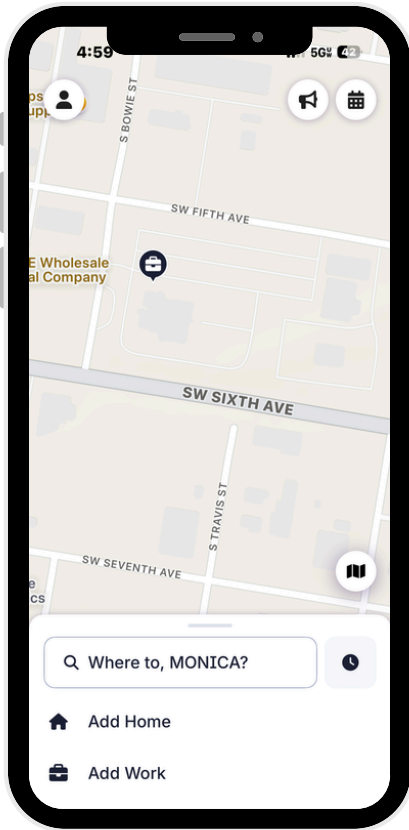 4:59
5G
42
S BOWIE ST
SW FIFTH AVE
E Wholesale
al Company
SW SIXTH AVE
S TRAVIS ST
SW SEVENTH AVE
e
cs
Where to, MONICA?
Add Home
Add Work